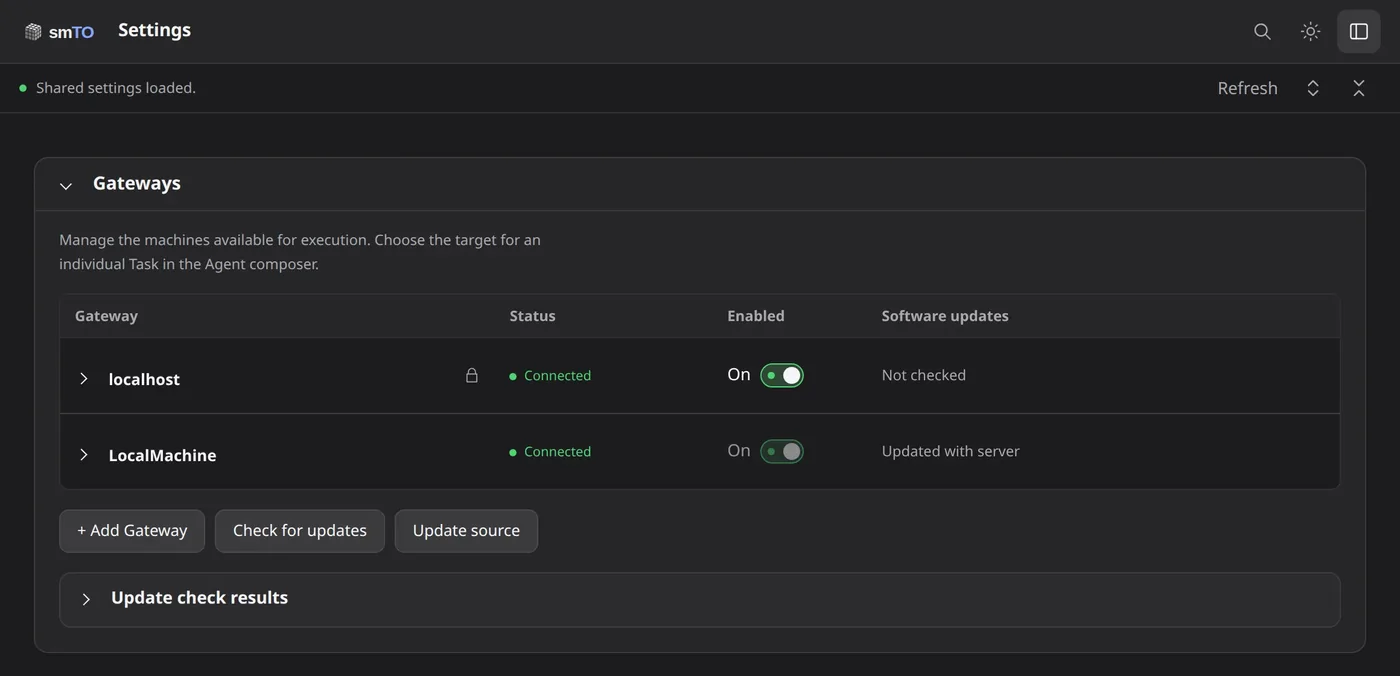 smTO Settings
Shared settings loaded. Refresh
Gateways
Manage the machines available for execution. Choose the target for an
individual Task in the Agent composer.
Gateway Status Enabled Software updates
localhost Connected On Not checked
LocalMachine Connected On Updated with server
+ Add Gateway Check for updates Update source
Update check results